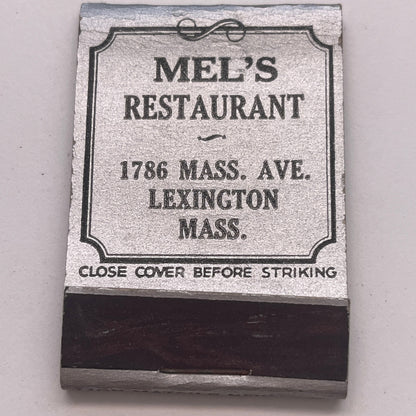 MEL'S
RESTAURANT
1786 MASS. AVE.
LEXINGTON
MASS.
CLOSE COVER BEFORE STRIKING